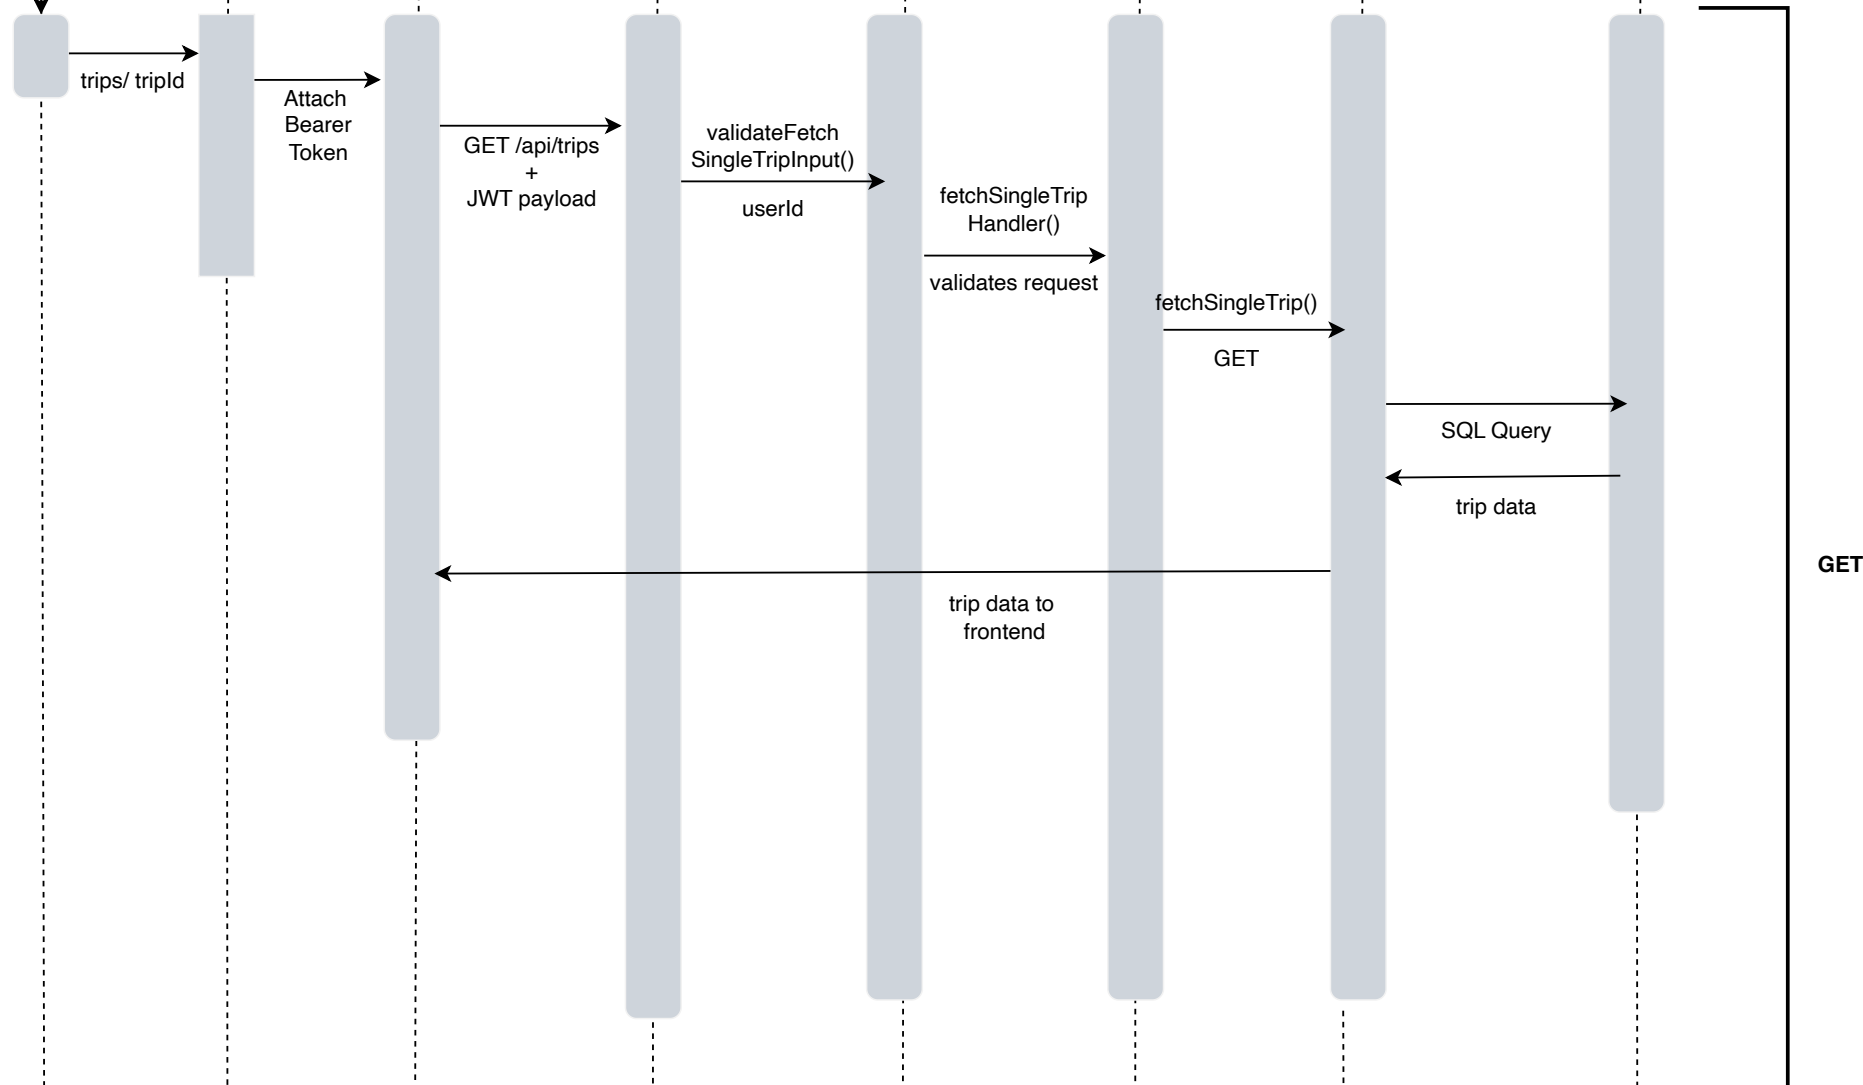 trips/ tripId
Attach
Bearer
Token
GET /api/trips
+
JWT payload
validateFetch
SingleTripInput()
userId
fetchSingleTrip
Handler()
validates request
fetchSingleTrip()
GET
SQL Query
trip data
trip data to
frontend
GET